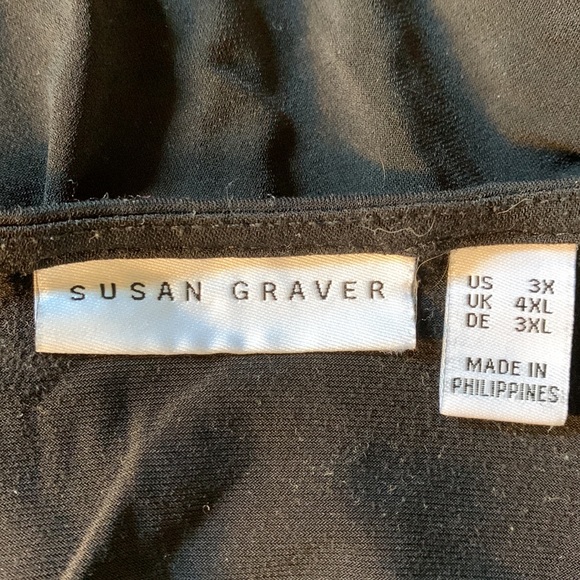 SUSAN GRAVER
US 3X
UK 4XL
DE 3XL
MADE IN
PHILIPPINES